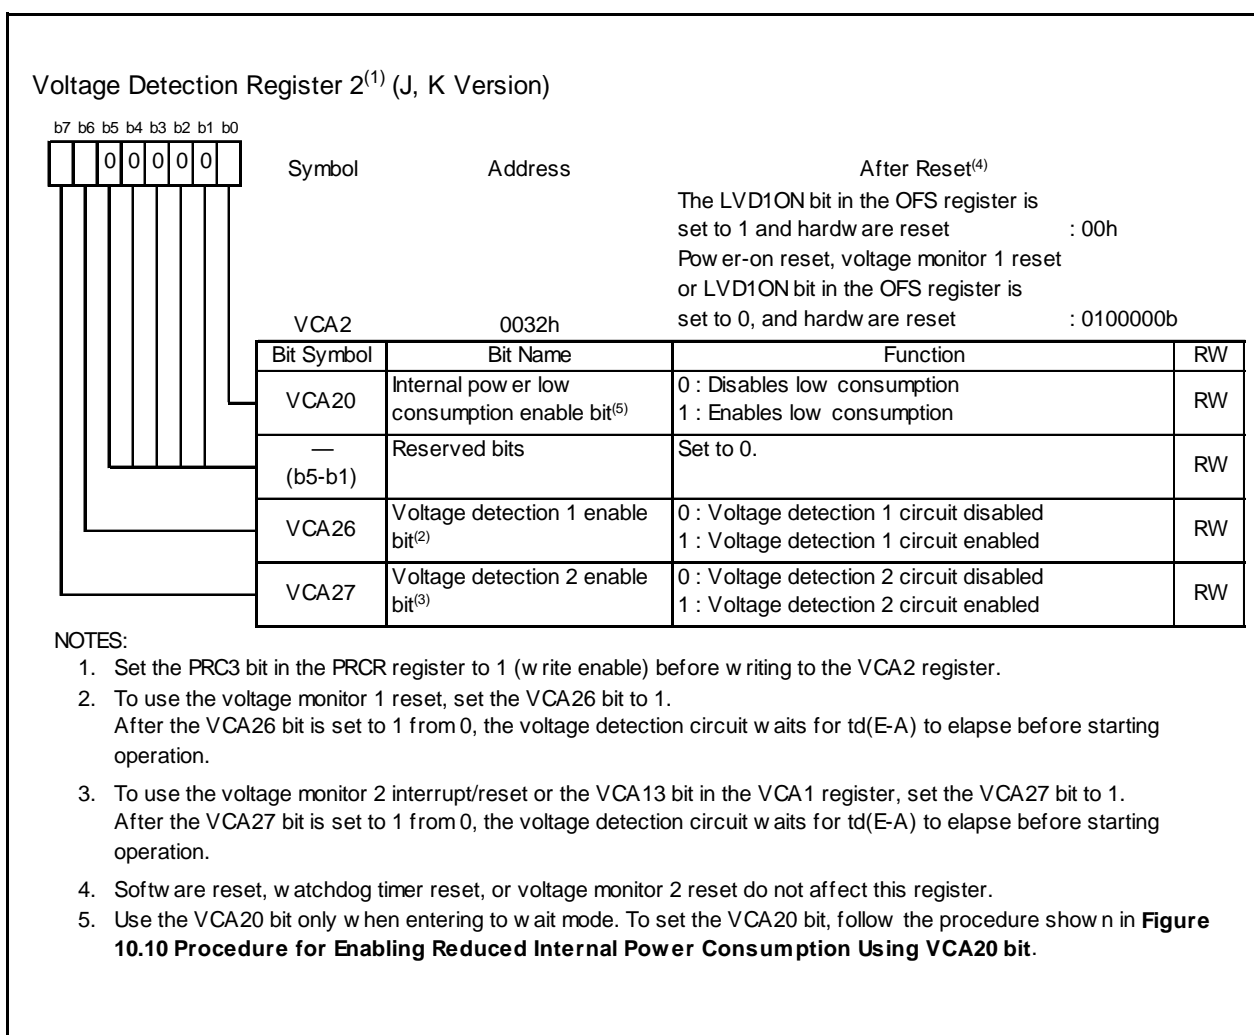 Voltage Detection Register 2(1) (J, K Version)
b7 b6 b5 b4 b3 b2 b1 b0
0 0 0 0 0
Symbol Address After Reset(4)
The LVD1ON bit in the OFS register is
set to 1 and hardware reset : 00h
Power-on reset, voltage monitor 1 reset
or LVD1ON bit in the OFS register is
VCA2 0032h set to 0, and hardware reset : 0100000b
Bit Symbol Bit Name Function RW
VCA20 Internal power low consumption enable bit(5) 0 : Disables low consumption RW
1 : Enables low consumption
— (b5-b1) Reserved bits Set to 0. RW
VCA26 Voltage detection 1 enable bit(2) 0 : Voltage detection 1 circuit disabled RW
1 : Voltage detection 1 circuit enabled
VCA27 Voltage detection 2 enable bit(3) 0 : Voltage detection 2 circuit disabled RW
1 : Voltage detection 2 circuit enabled
NOTES:
1. Set the PRC3 bit in the PRCR register to 1 (write enable) before writing to the VCA2 register.
2. To use the voltage monitor 1 reset, set the VCA26 bit to 1.
After the VCA26 bit is set to 1 from 0, the voltage detection circuit waits for td(E-A) to elapse before starting
operation.
3. To use the voltage monitor 2 interrupt/reset or the VCA13 bit in the VCA1 register, set the VCA27 bit to 1.
After the VCA27 bit is set to 1 from 0, the voltage detection circuit waits for td(E-A) to elapse before starting
operation.
4. Software reset, watchdog timer reset, or voltage monitor 2 reset do not affect this register.
5. Use the VCA20 bit only when entering to wait mode. To set the VCA20 bit, follow the procedure shown in Figure
10.10 Procedure for Enabling Reduced Internal Power Consumption Using VCA20 bit.